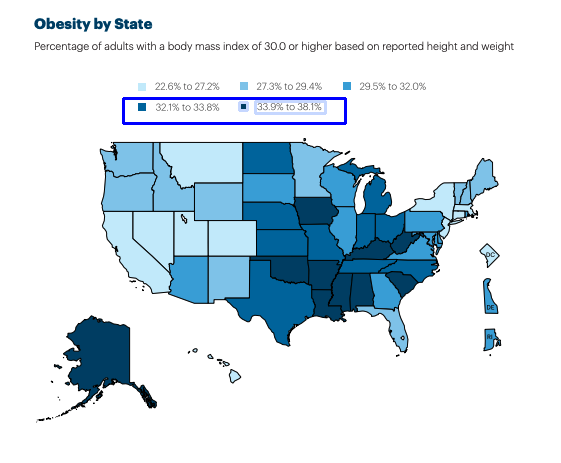 Obesity by State
Percentage of adults with a body mass index of 30.0 or higher based on reported height and weight
22.6% to 27.2% 27.3% to 29.4% 29.5% to 32.0%
32.1% to 33.8% 33.9% to 38.1%
DC
DE
RI